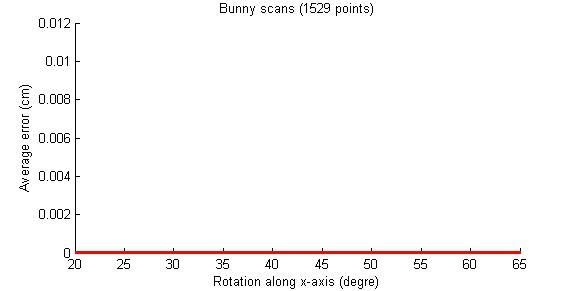 Bunny scans (1529 points)
0.012
0.01
0.008
0.006
0.004
0.002
0
Average error (cm)
20 25 30 35 40 45 50 55 60 65
Rotation along x-axis (degre)